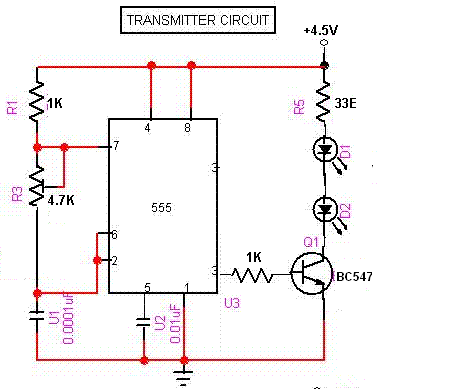 TRANSMITTER CIRCUIT
+4.5V
R1
1K
R5
33E
4
8
7
3
D1
R3
4.7K
555
D2
6
2
Q1
1K
3
BC547
5
1
U3
U1
0.0001uF
U2
0.01uF